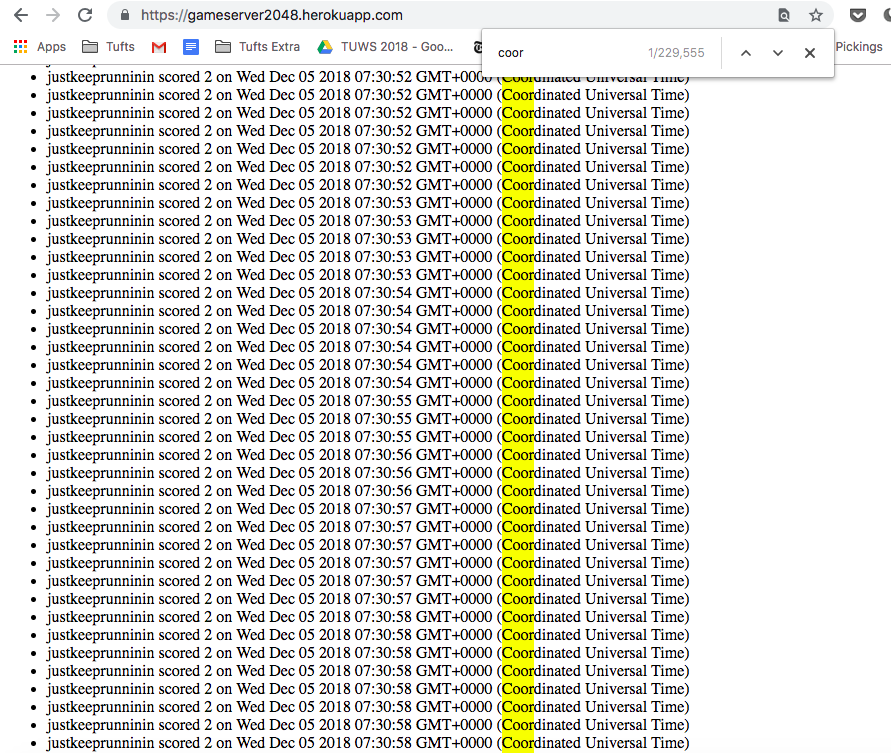 https://gameserver2048.herokuapp.com
Apps Tufts Tufts Extra TUWS 2018 - Goo... Pickings
coor 1/229,555
justkeeprunninin scored 2 on Wed Dec 05 2018 07:30:52 GMT+0000 (Coordinated Universal Time)
justkeeprunninin scored 2 on Wed Dec 05 2018 07:30:52 GMT+0000 (Coordinated Universal Time)
justkeeprunninin scored 2 on Wed Dec 05 2018 07:30:52 GMT+0000 (Coordinated Universal Time)
justkeeprunninin scored 2 on Wed Dec 05 2018 07:30:52 GMT+0000 (Coordinated Universal Time)
justkeeprunninin scored 2 on Wed Dec 05 2018 07:30:52 GMT+0000 (Coordinated Universal Time)
justkeeprunninin scored 2 on Wed Dec 05 2018 07:30:52 GMT+0000 (Coordinated Universal Time)
justkeeprunninin scored 2 on Wed Dec 05 2018 07:30:52 GMT+0000 (Coordinated Universal Time)
justkeeprunninin scored 2 on Wed Dec 05 2018 07:30:53 GMT+0000 (Coordinated Universal Time)
justkeeprunninin scored 2 on Wed Dec 05 2018 07:30:53 GMT+0000 (Coordinated Universal Time)
justkeeprunninin scored 2 on Wed Dec 05 2018 07:30:53 GMT+0000 (Coordinated Universal Time)
justkeeprunninin scored 2 on Wed Dec 05 2018 07:30:53 GMT+0000 (Coordinated Universal Time)
justkeeprunninin scored 2 on Wed Dec 05 2018 07:30:53 GMT+0000 (Coordinated Universal Time)
justkeeprunninin scored 2 on Wed Dec 05 2018 07:30:54 GMT+0000 (Coordinated Universal Time)
justkeeprunninin scored 2 on Wed Dec 05 2018 07:30:54 GMT+0000 (Coordinated Universal Time)
justkeeprunninin scored 2 on Wed Dec 05 2018 07:30:54 GMT+0000 (Coordinated Universal Time)
justkeeprunninin scored 2 on Wed Dec 05 2018 07:30:54 GMT+0000 (Coordinated Universal Time)
justkeeprunninin scored 2 on Wed Dec 05 2018 07:30:54 GMT+0000 (Coordinated Universal Time)
justkeeprunninin scored 2 on Wed Dec 05 2018 07:30:54 GMT+0000 (Coordinated Universal Time)
justkeeprunninin scored 2 on Wed Dec 05 2018 07:30:55 GMT+0000 (Coordinated Universal Time)
justkeeprunninin scored 2 on Wed Dec 05 2018 07:30:55 GMT+0000 (Coordinated Universal Time)
justkeeprunninin scored 2 on Wed Dec 05 2018 07:30:55 GMT+0000 (Coordinated Universal Time)
justkeeprunninin scored 2 on Wed Dec 05 2018 07:30:56 GMT+0000 (Coordinated Universal Time)
justkeeprunninin scored 2 on Wed Dec 05 2018 07:30:56 GMT+0000 (Coordinated Universal Time)
justkeeprunninin scored 2 on Wed Dec 05 2018 07:30:56 GMT+0000 (Coordinated Universal Time)
justkeeprunninin scored 2 on Wed Dec 05 2018 07:30:57 GMT+0000 (Coordinated Universal Time)
justkeeprunninin scored 2 on Wed Dec 05 2018 07:30:57 GMT+0000 (Coordinated Universal Time)
justkeeprunninin scored 2 on Wed Dec 05 2018 07:30:57 GMT+0000 (Coordinated Universal Time)
justkeeprunninin scored 2 on Wed Dec 05 2018 07:30:57 GMT+0000 (Coordinated Universal Time)
justkeeprunninin scored 2 on Wed Dec 05 2018 07:30:57 GMT+0000 (Coordinated Universal Time)
justkeeprunninin scored 2 on Wed Dec 05 2018 07:30:57 GMT+0000 (Coordinated Universal Time)
justkeeprunninin scored 2 on Wed Dec 05 2018 07:30:58 GMT+0000 (Coordinated Universal Time)
justkeeprunninin scored 2 on Wed Dec 05 2018 07:30:58 GMT+0000 (Coordinated Universal Time)
justkeeprunninin scored 2 on Wed Dec 05 2018 07:30:58 GMT+0000 (Coordinated Universal Time)
justkeeprunninin scored 2 on Wed Dec 05 2018 07:30:58 GMT+0000 (Coordinated Universal Time)
justkeeprunninin scored 2 on Wed Dec 05 2018 07:30:58 GMT+0000 (Coordinated Universal Time)
justkeeprunninin scored 2 on Wed Dec 05 2018 07:30:58 GMT+0000 (Coordinated Universal Time)
justkeeprunninin scored 2 on Wed Dec 05 2018 07:30:58 GMT+0000 (Coordinated Universal Time)
justkeeprunninin scored 2 on Wed Dec 05 2018 07:30:58 GMT+0000 (Coordinated Universal Time)